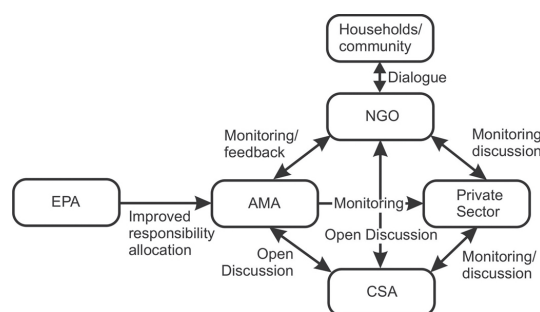 Households/
community
Dialogue
NGO
Monitoring/
feedback
Monitoring/
discussion
EPA
AMA
Monitoring
Private
Sector
Improved
responsibility
allocation
Open
Discussion
Open Discussion
Monitoring/
discussion
CSA